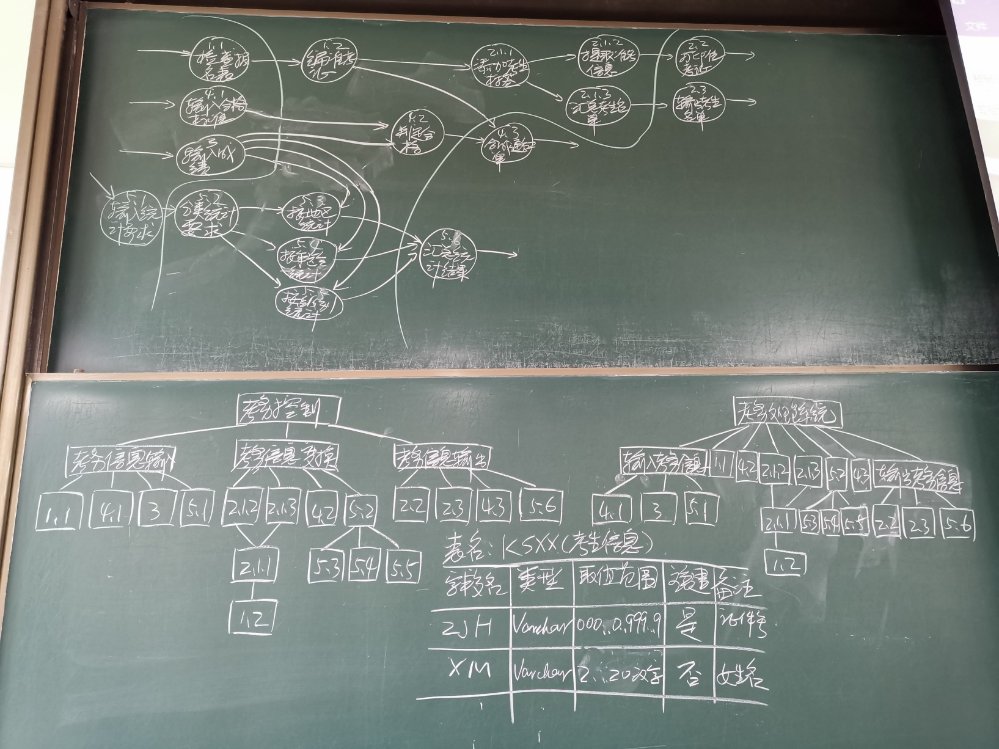 文件
1.1
检查报
名表
1.2
编准考
证
2.1.1
添加考生
标签
2.1.2
提取准考
信息
2.2
打印准
考证
4.1
输入合格
标准
4.2
判定合
格
2.1.3
汇总考生名
单
2.3
输出考生
名单
3
输入成
绩
4.3
合格通知
单
5.1
输入统
计要求
5.2
分类统计
要求
5.3
按地区
统计
5.4
按年龄
统计
5.5
按
统计
5.6
汇总统
计结果
考务控制
考务信息输入
考务信息变换
考务信息输出
1.1
4.1
3
5.1
2.1.2
2.1.3
4.2
5.2
2.2
2.3
4.3
5.6
2.1.1
5.3
5.4
5.5
1.2
考务处理系统
输入考务信息
1.1
4.2
2.1.2
2.1.3
5.2
4.3
输出考务信息
4.1
3
5.1
2.1.1
5.3
5.4
5.5
2.2
2.3
5.6
1.2
表名: KSXX(考生信息)
字段名 类型 取值范围 备注
ZJH Varchar 000..0.999..9 是 证件号
XM Varchar 2...20汉字 否 姓名